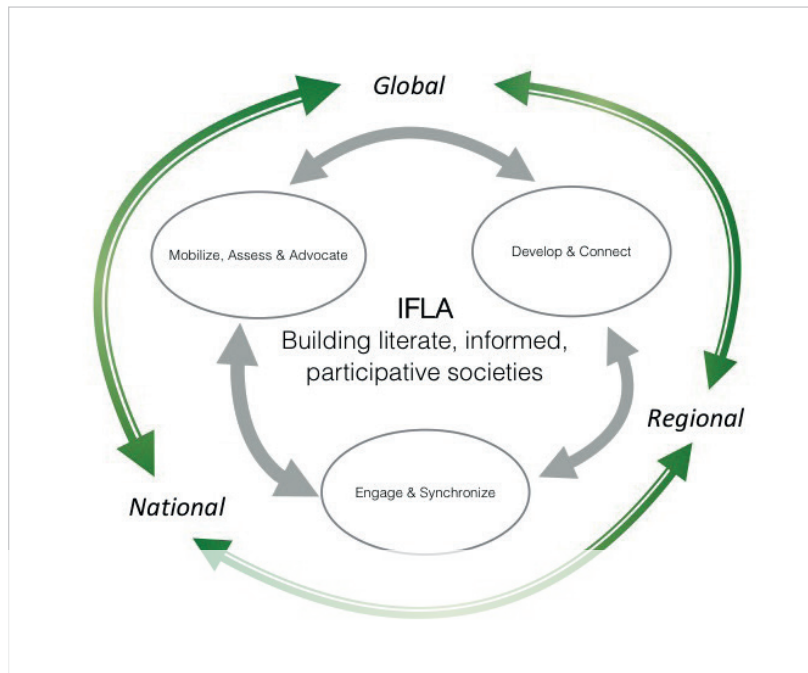 Global
Mobilize, Assess & Advocate
Develop & Connect
IFLA
Building literate, informed,
participative societies
Regional
Engage & Synchronize
National